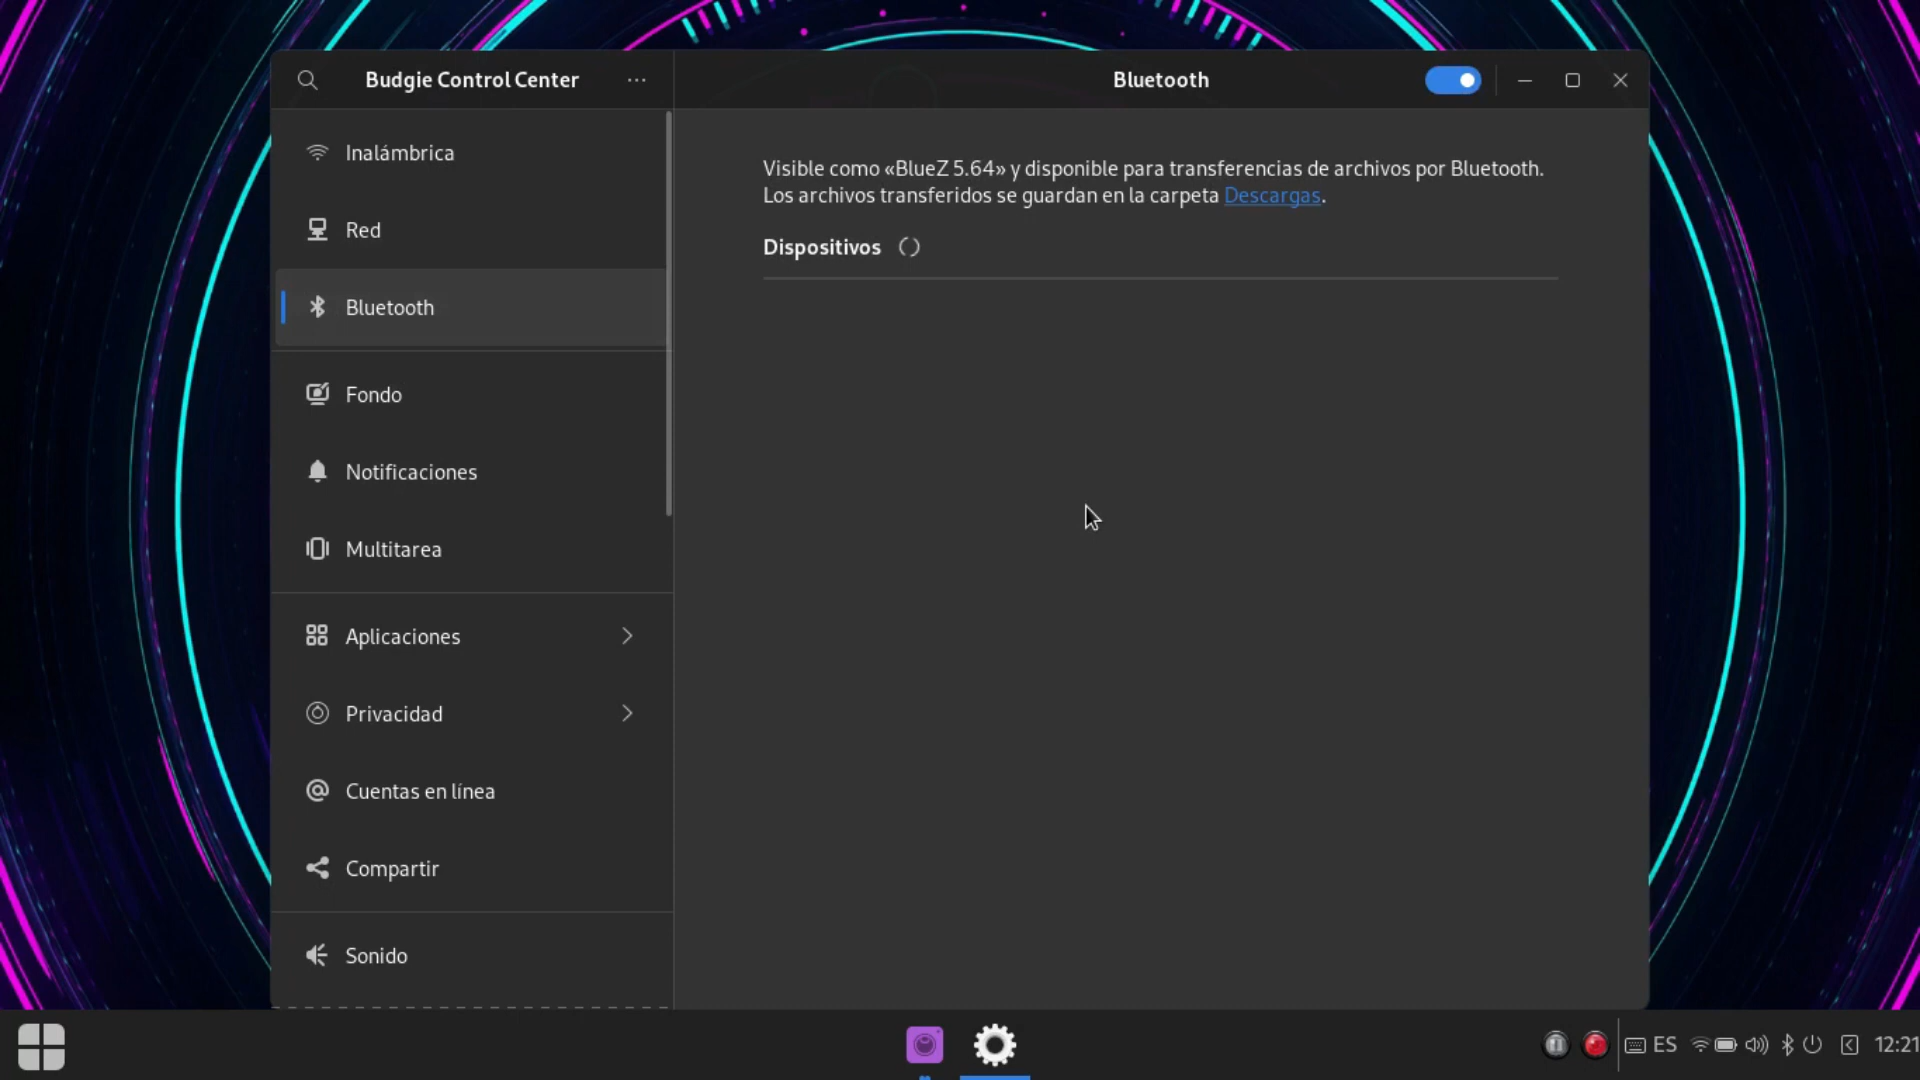 Budgie Control Center
Bluetooth
Inalámbrica
Red
Bluetooth
Fondo
Notificaciones
Multitarea
Aplicaciones
Privacidad
Cuentas en línea
Compartir
Sonido
Visible como «BlueZ 5.64» y disponible para transferencias de archivos por Bluetooth.
Los archivos transferidos se guardan en la carpeta Descargas.
Dispositivos
ES
12:21